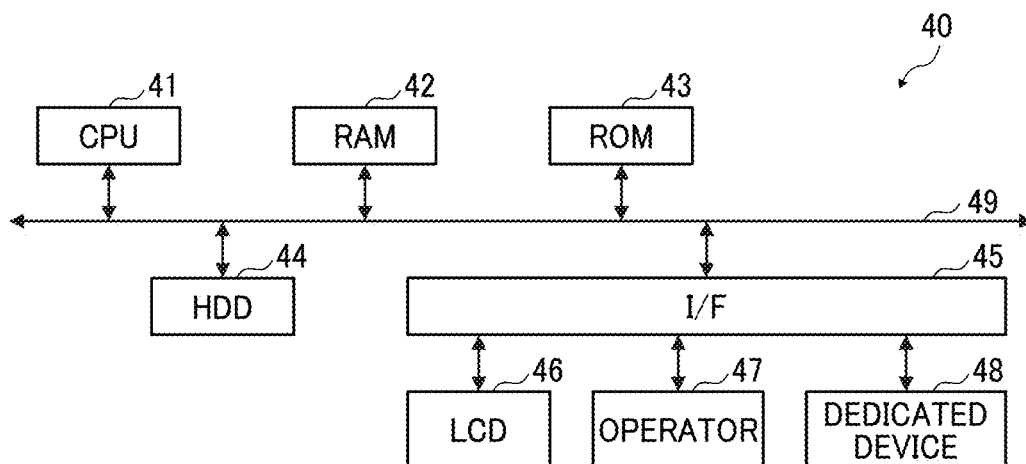 40
41
42
43
CPU
RAM
ROM
49
44
45
HDD
I/F
46
47
48
LCD
OPERATOR
DEDICATED
DEVICE